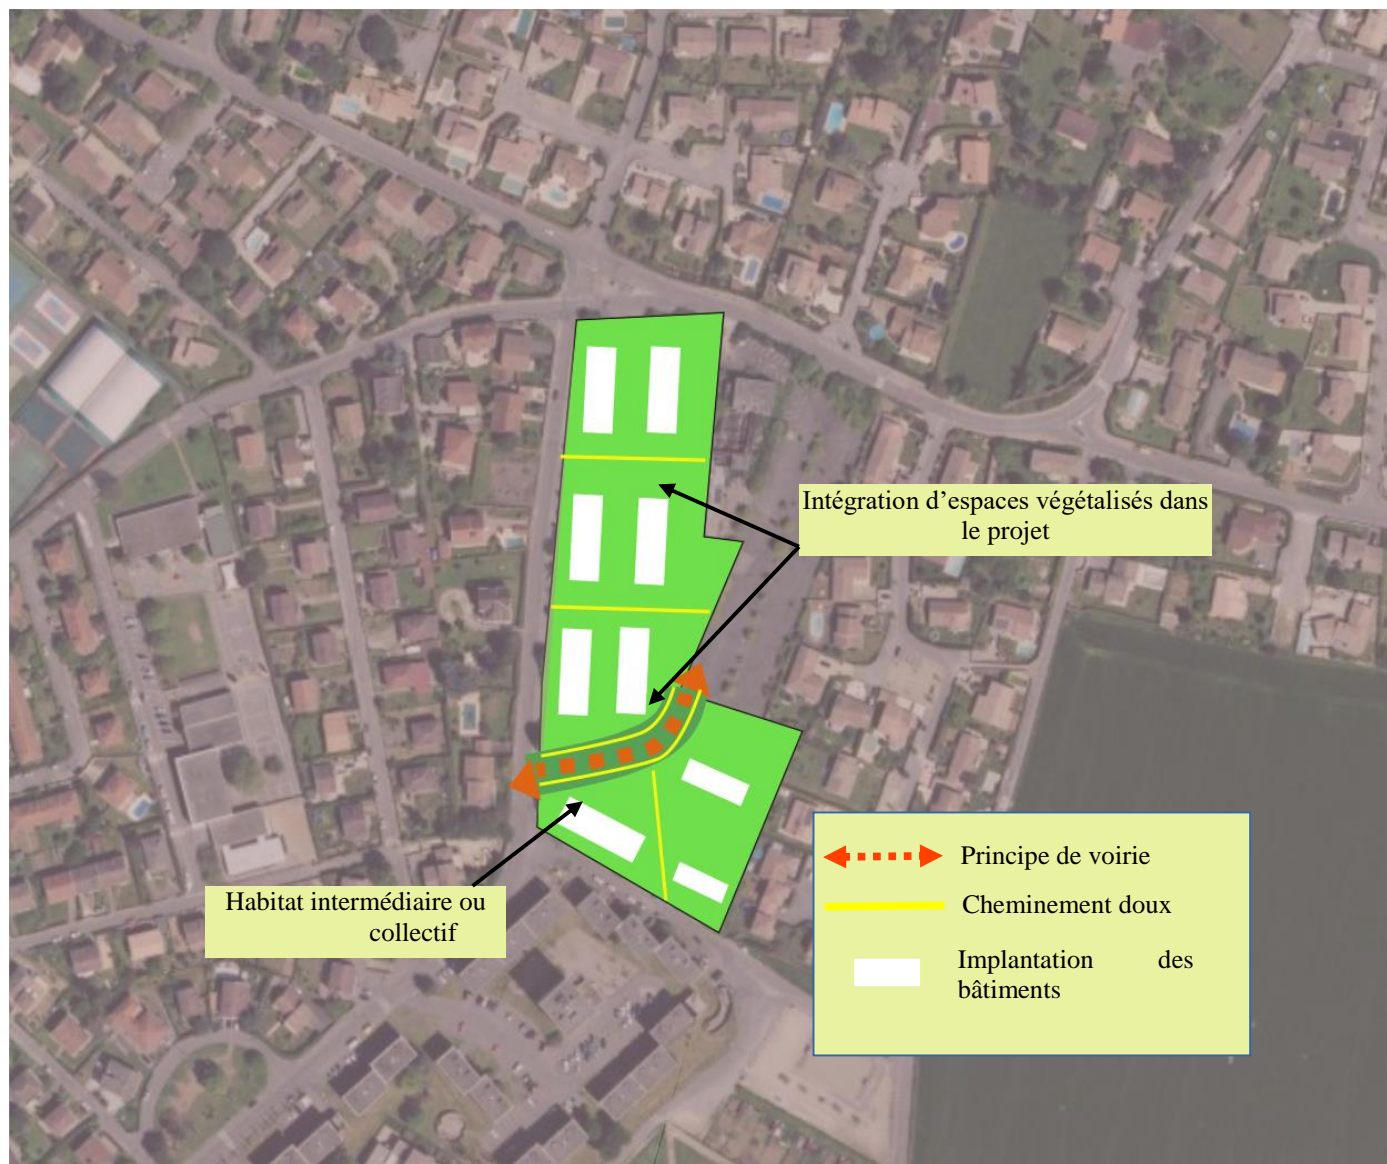 Intégration d’espaces végétalisés dans
le projet
Habitat intermédiaire ou
collectif
Principe de voirie
Cheminement doux
Implantation des
bâtiments